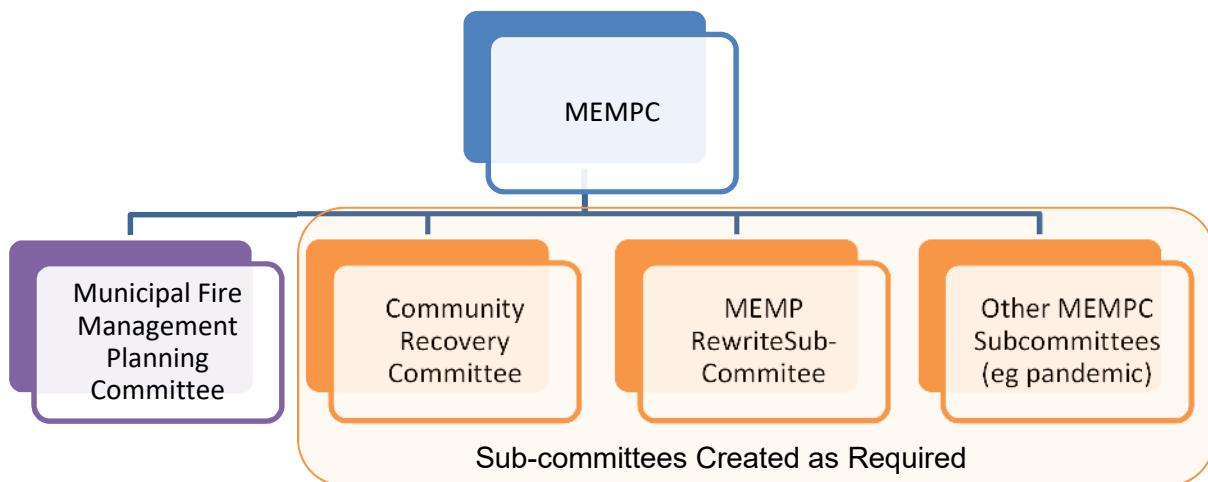 MEMPC
Municipal Fire
Management
Planning
Committee
Community
Recovery
Committee
MEMP
RewriteSub-
Commitee
Other MEMPC
Subcommittees
(eg pandemic)
Sub-committees Created as Required